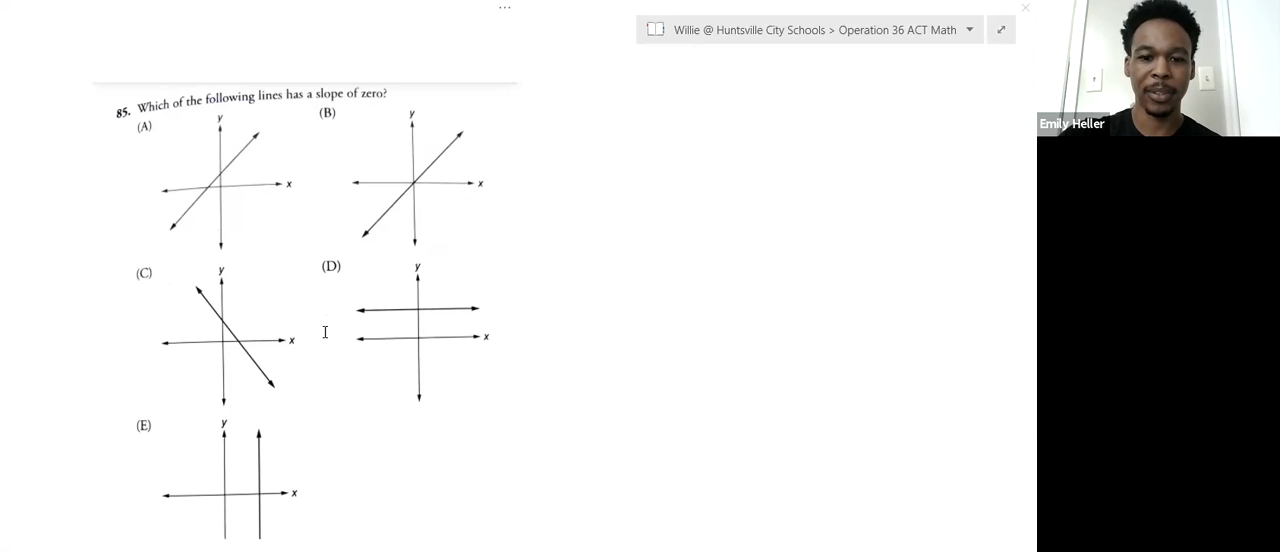 ...
Willie @ Huntsville City Schools > Operation 36 ACT Math
Emily Heller
85. Which of the following lines has a slope of zero?
(A)
y
x
(B)
y
x
(C)
y
x
(D)
y
x
(E)
y
x